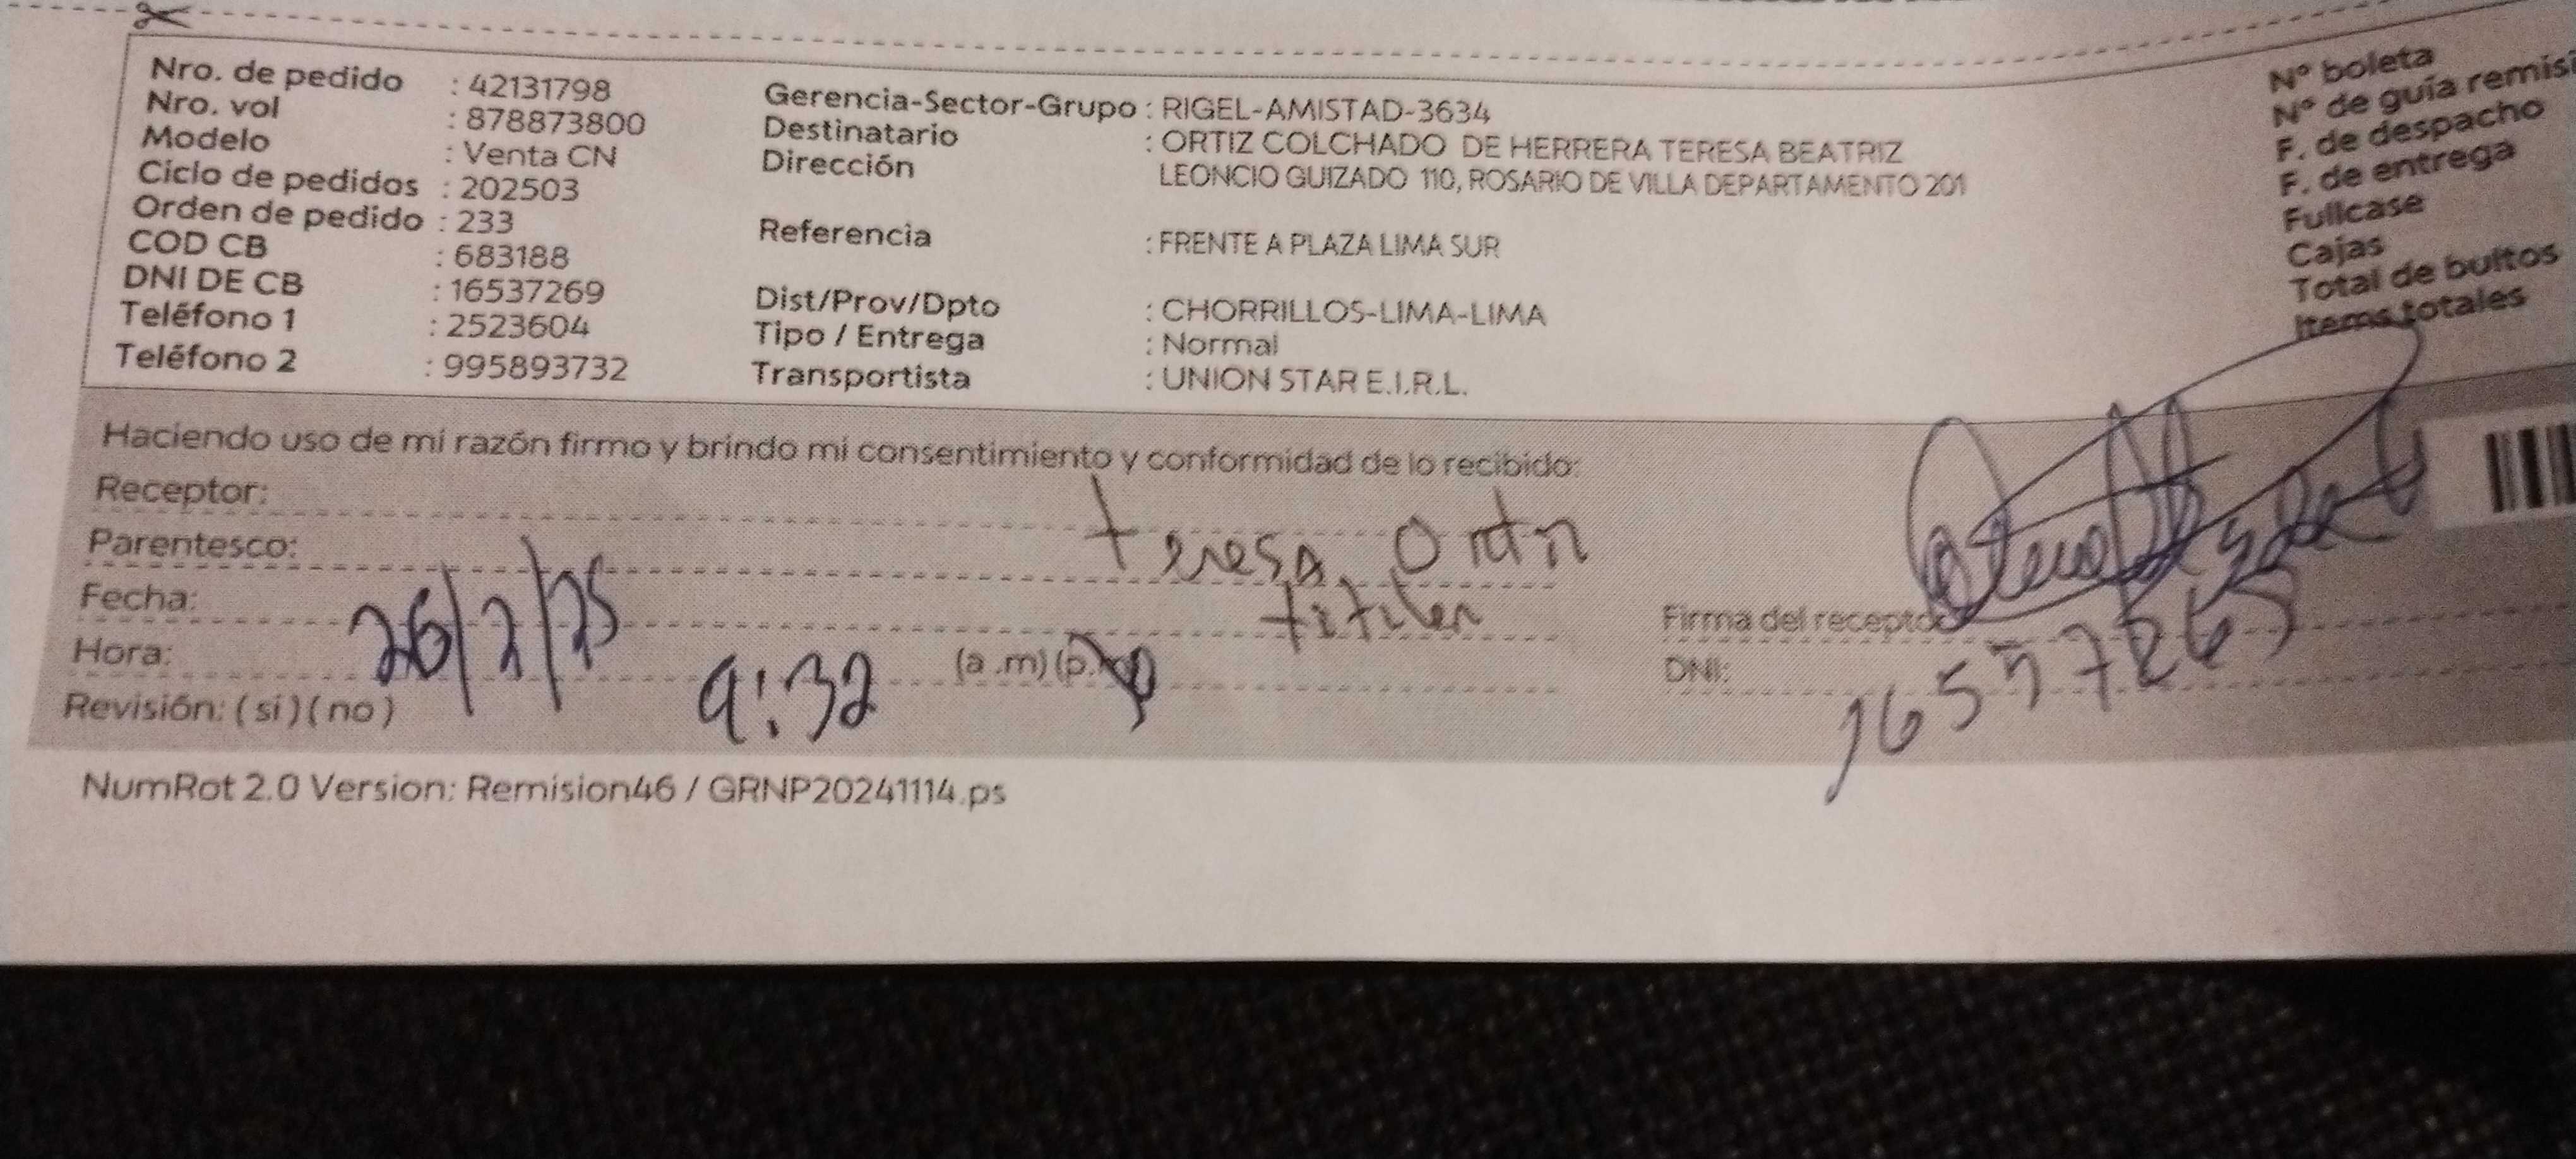 Nro. de pedido : 42131798
Nro. vol : 878873800
Modelo : Venta CN
Ciclo de pedidos : 202503
Orden de pedido : 233
COD CB : 683188
DNI DE CB : 16537269
Teléfono 1 : 2523604
Teléfono 2 : 995893732
Gerencia-Sector-Grupo : RIGEL-AMISTAD-3634
Destinatario : ORTIZ COLCHADO DE HERRERA TERESA BEATRIZ
Dirección LEONCIO GUIZADO 110, ROSARIO DE VILLA DEPARTAMENTO 201
Referencia : FRENTE A PLAZA LIMA SUR
Dist/Prov/Dpto : CHORRILLOS-LIMA-LIMA
Tipo / Entrega : Normal
Transportista : UNION STAR E.I.R.L.
N° boleta
N° de guía remisi
F. de despacho
F. de entrega
Fullcase
Cajas
Total de bultos
Items totales
Haciendo uso de mi razón firmo y brindo mi consentimiento y conformidad de lo recibido:
Receptor: Teresa
Parentesco:
Fecha: 26/2/25
Hora: 9:32 (a.m)
Revisión: (si) (no)
Firma del receptor
DNI:
NumRot 2.0 Version: Remision46 / GRNP20241114.ps